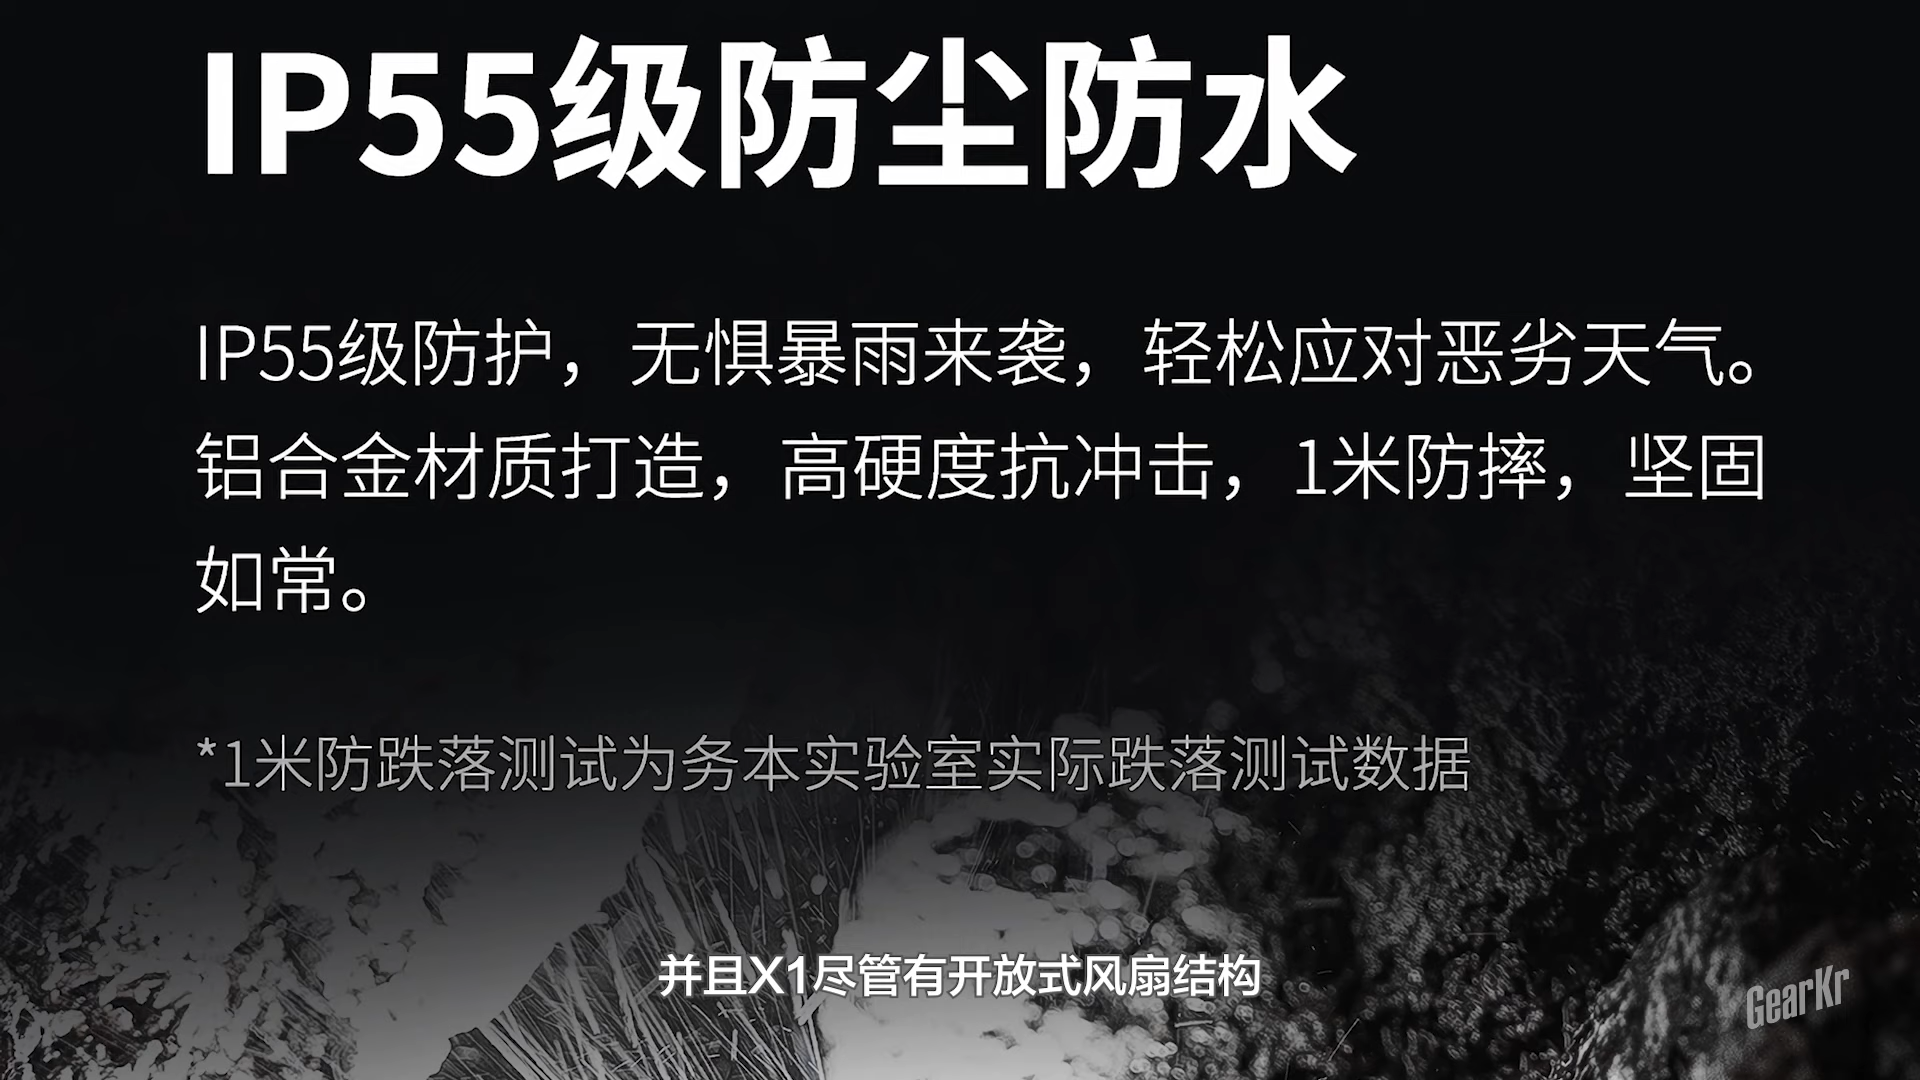 IP55级防尘防水
IP55级防护，无惧暴雨来袭，轻松应对恶劣天气。
铝合金材质打造，高硬度抗冲击，1米防摔，坚固
如常。
*1米防跌落测试为务本实验室实际跌落测试数据
并且X1尽管有开放式风扇结构
GearKr